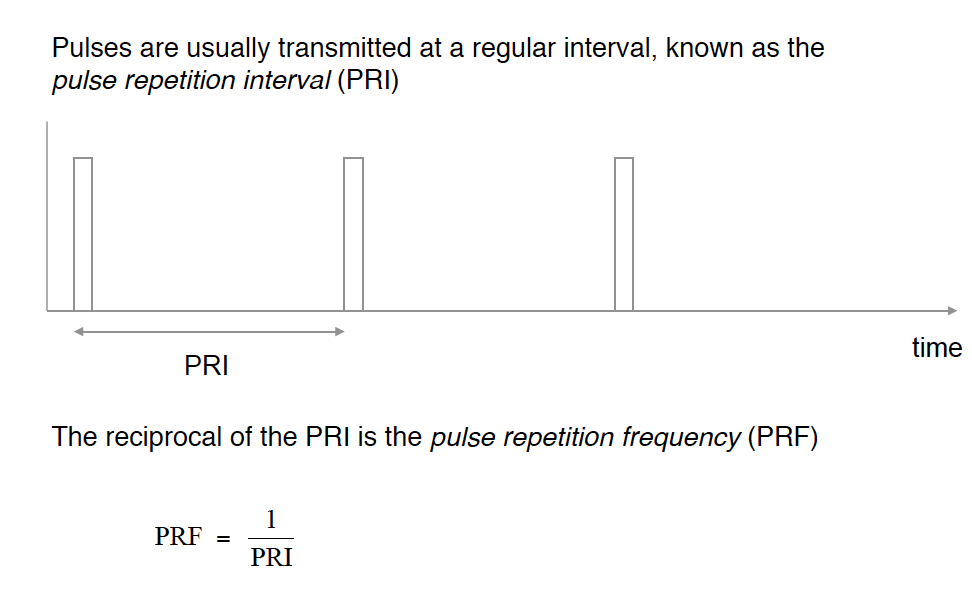 Pulses are usually transmitted at a regular interval, known as the
pulse repetition interval (PRI)
time
PRI
The reciprocal of the PRI is the pulse repetition frequency (PRF)
1
PRF =
PRI